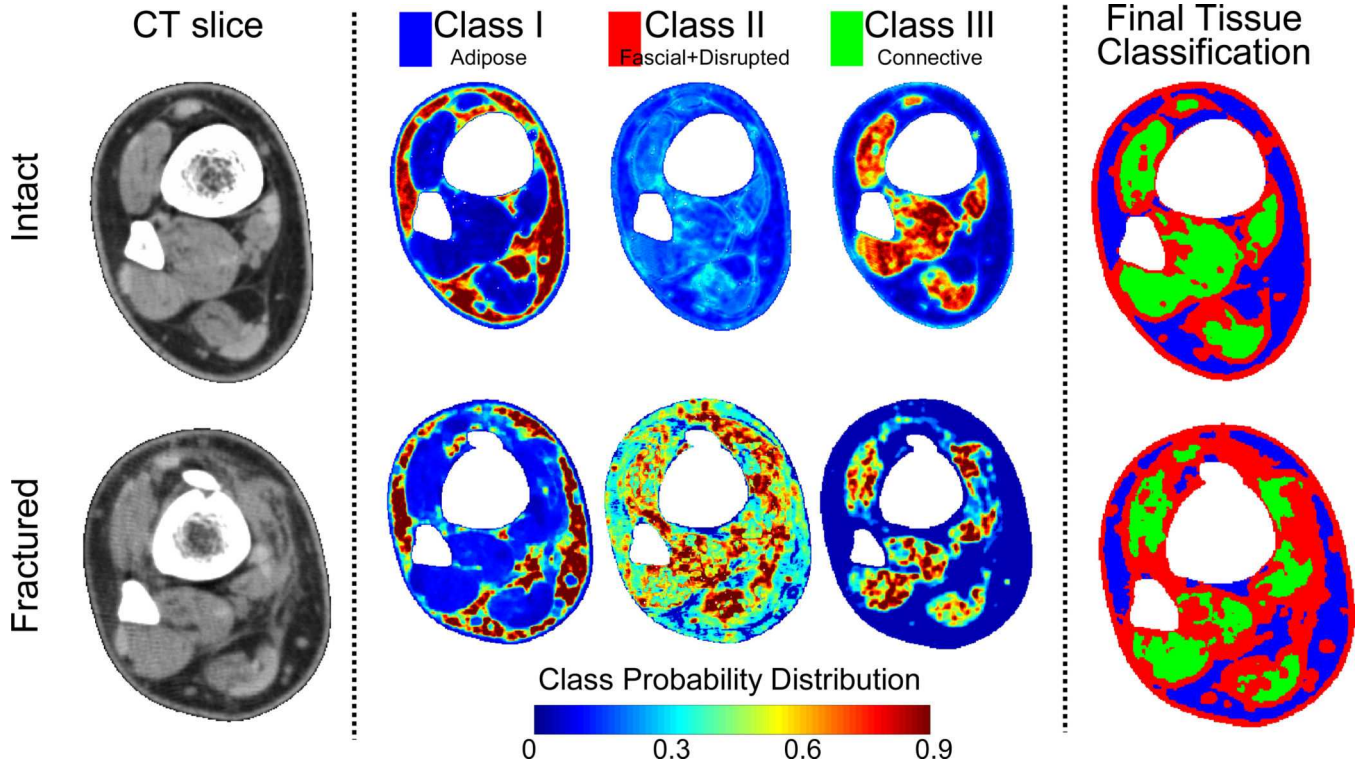 CT slice
Class I
Adipose
Class II
Fascial+Disrupted
Class III
Connective
Final Tissue
Classification
Intact
Fractured
Class Probability Distribution
0 0.3 0.6 0.9